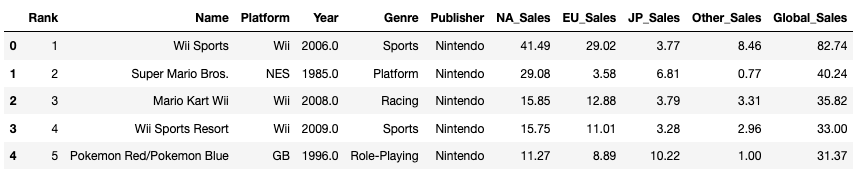 Rank Name Platform Year Genre Publisher NA_Sales EU_Sales JP_Sales Other_Sales Global_Sales
0 1 Wii Sports Wii 2006.0 Sports Nintendo 41.49 29.02 3.77 8.46 82.74
1 2 Super Mario Bros. NES 1985.0 Platform Nintendo 29.08 3.58 6.81 0.77 40.24
2 3 Mario Kart Wii Wii 2008.0 Racing Nintendo 15.85 12.88 3.79 3.31 35.82
3 4 Wii Sports Resort Wii 2009.0 Sports Nintendo 15.75 11.01 3.28 2.96 33.00
4 5 Pokemon Red/Pokemon Blue GB 1996.0 Role-Playing Nintendo 11.27 8.89 10.22 1.00 31.37